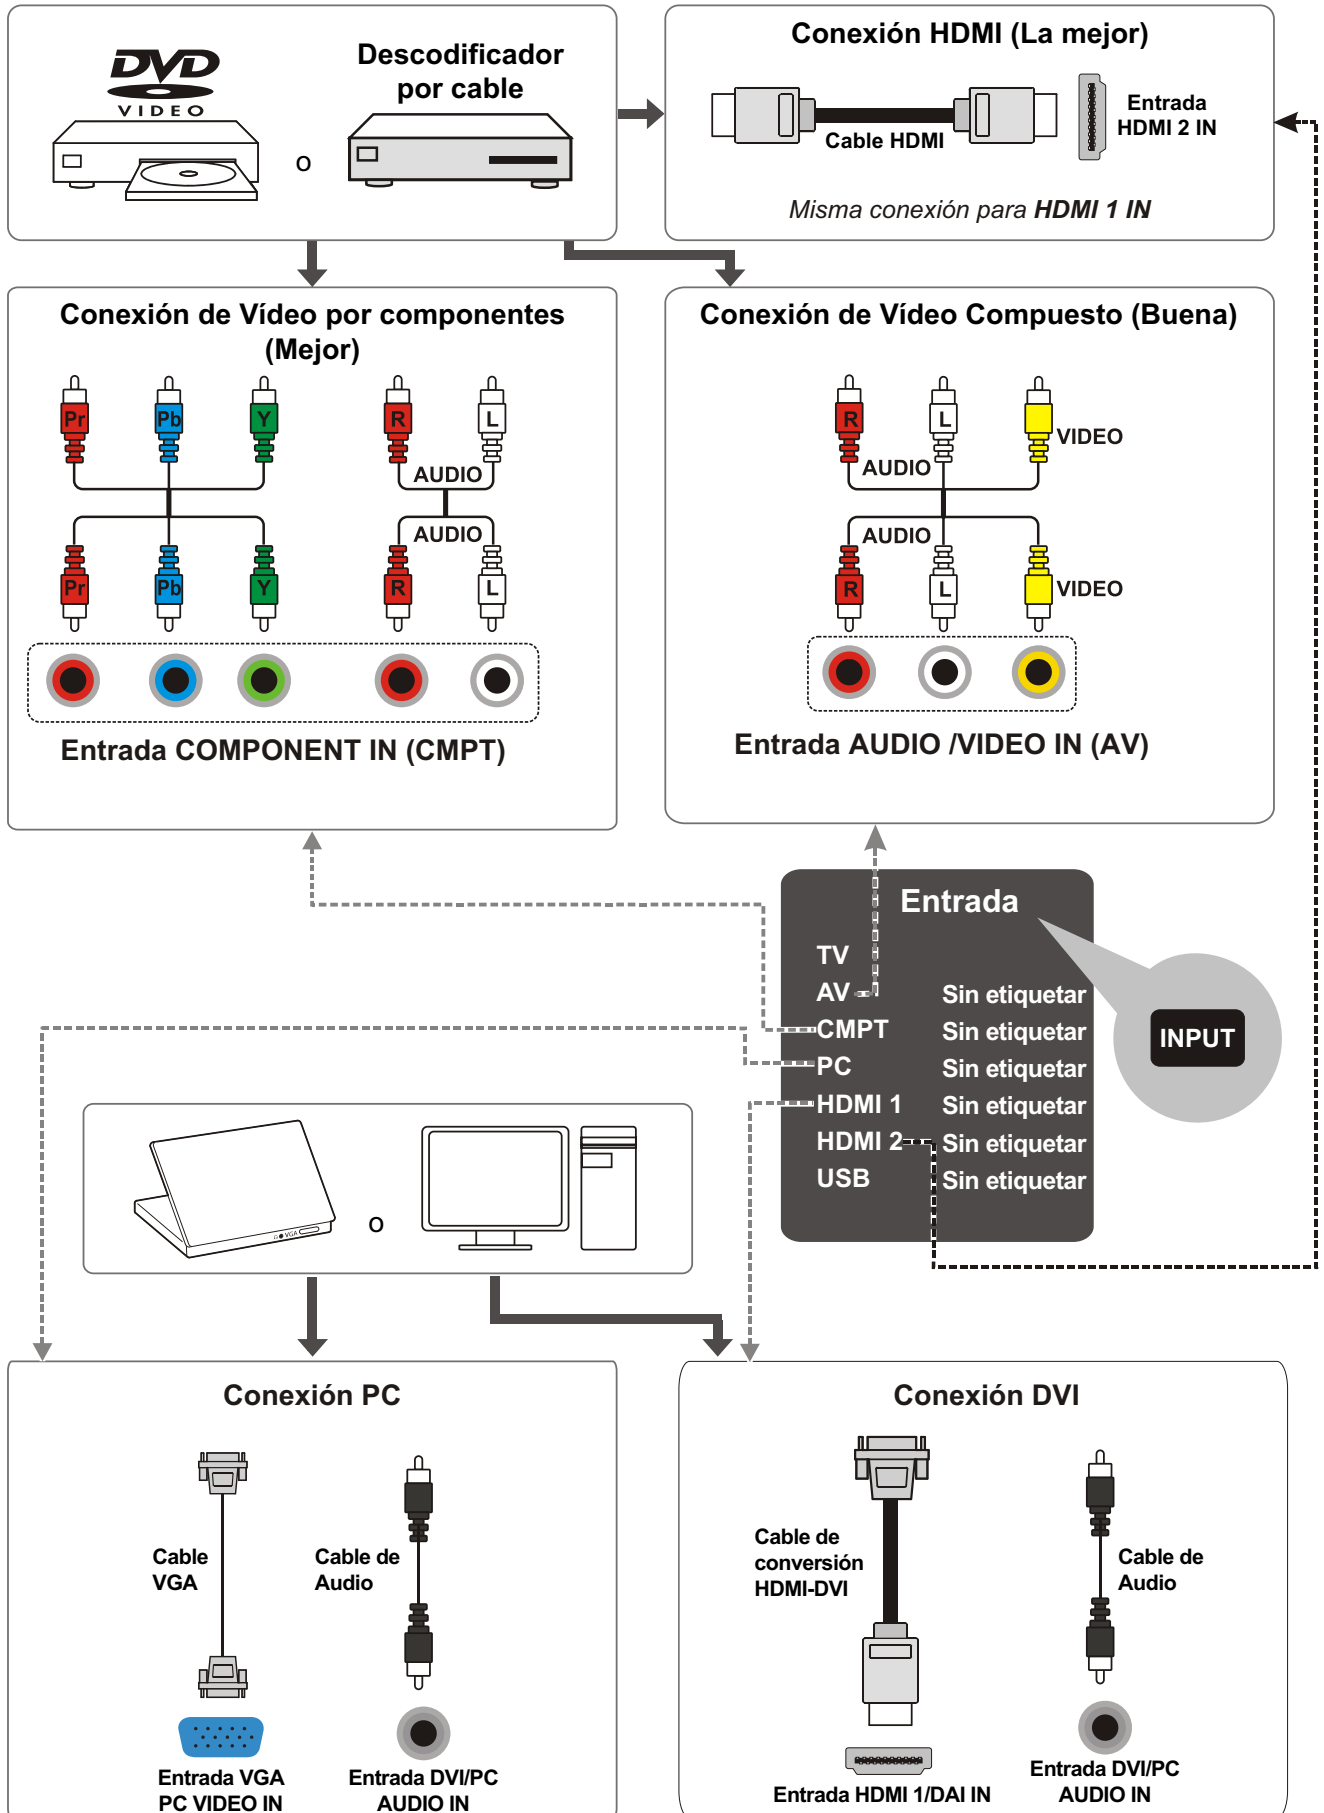 DVD
VIDEO
Descodificador
por cable
o
Conexión HDMI (La mejor)
Cable HDMI
Entrada
HDMI 2 IN
Misma conexión para HDMI 1 IN
Conexión de Vídeo por componentes
(Mejor)
Pr Pb Y R L
AUDIO
AUDIO
Pr Pb Y R L
Entrada COMPONENT IN (CMPT)
Conexión de Vídeo Compuesto (Buena)
R L VIDEO
AUDIO
AUDIO
R L VIDEO
Entrada AUDIO /VIDEO IN (AV)
Entrada
TV
AV Sin etiquetar
CMPT Sin etiquetar
PC Sin etiquetar
HDMI 1 Sin etiquetar
HDMI 2 Sin etiquetar
USB Sin etiquetar
INPUT
VGA
o
Conexión PC
Cable
VGA
Cable de
Audio
Entrada VGA
PC VIDEO IN
Entrada DVI/PC
AUDIO IN
Conexión DVI
Cable de
conversión
HDMI-DVI
Cable de
Audio
Entrada HDMI 1/DAI IN
Entrada DVI/PC
AUDIO IN